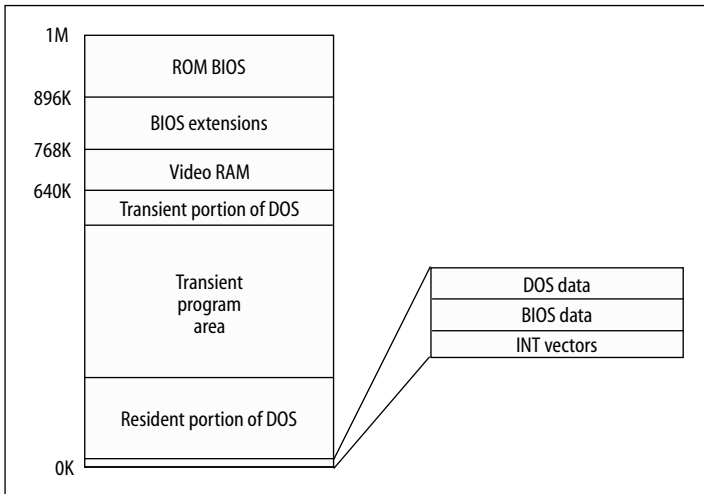 1M
ROM BIOS
896K
BIOS extensions
768K
Video RAM
640K
Transient portion of DOS
Transient
program
area
DOS data
BIOS data
INT vectors
Resident portion of DOS
0K